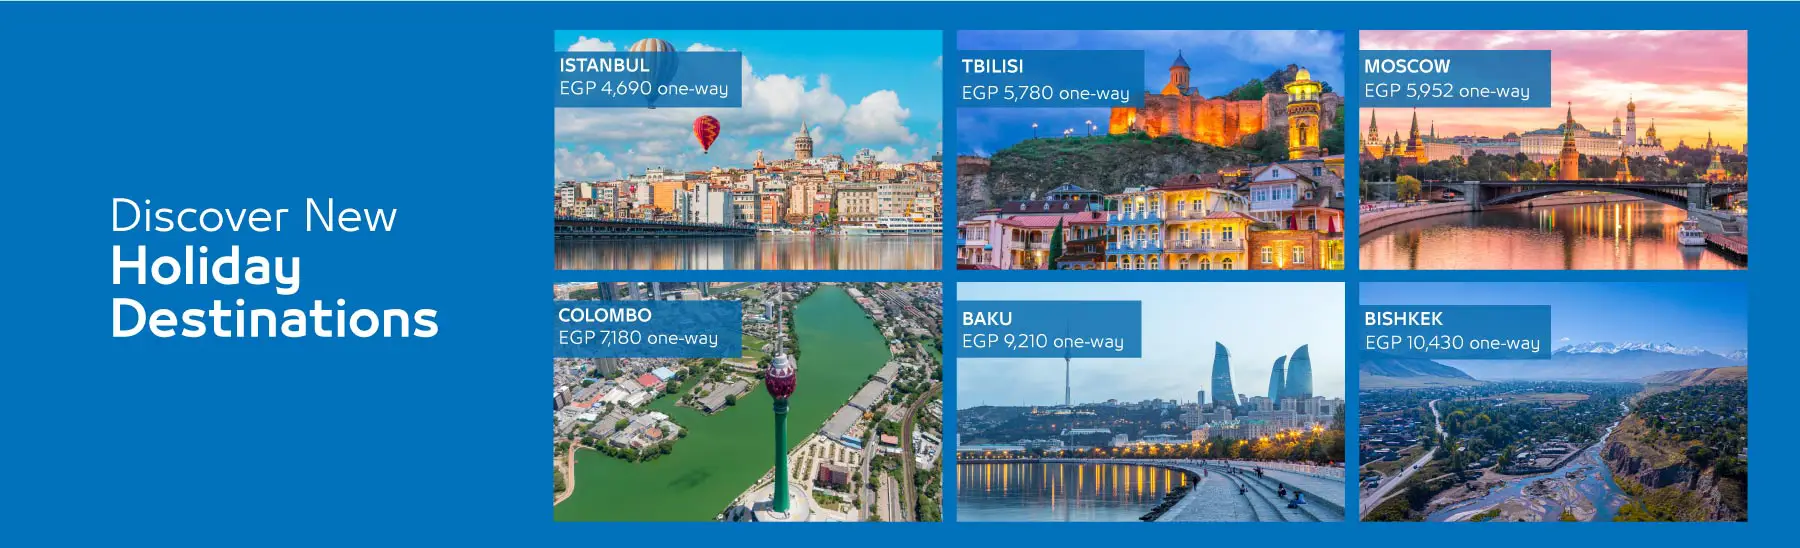 Discover New
Holiday
Destinations
ISTANBUL
EGP 4,690 one-way
TBILISI
EGP 5,780 one-way
MOSCOW
EGP 5,952 one-way
COLOMBO
EGP 7,180 one-way
BAKU
EGP 9,210 one-way
BISHKEK
EGP 10,430 one-way